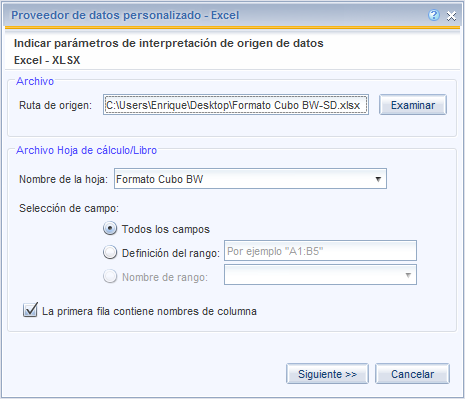 Proveedor de datos personalizado - Excel
Indicar parámetros de interpretación de origen de datos
Excel - XLSX
Archivo
Ruta de origen: C:\Users\Enrique\Desktop\Formato Cubo BW-SD.xlsx Examinar
Archivo Hoja de cálculo/Libro
Nombre de la hoja: Formato Cubo BW
Selección de campo:
Todos los campos
Definición del rango: Por ejemplo "A1:B5"
Nombre de rango:
La primera fila contiene nombres de columna
Siguiente >> Cancelar